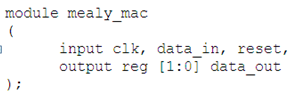 module mealy_mac
(
input clk, data_in, reset,
output reg [1:0] data_out
);